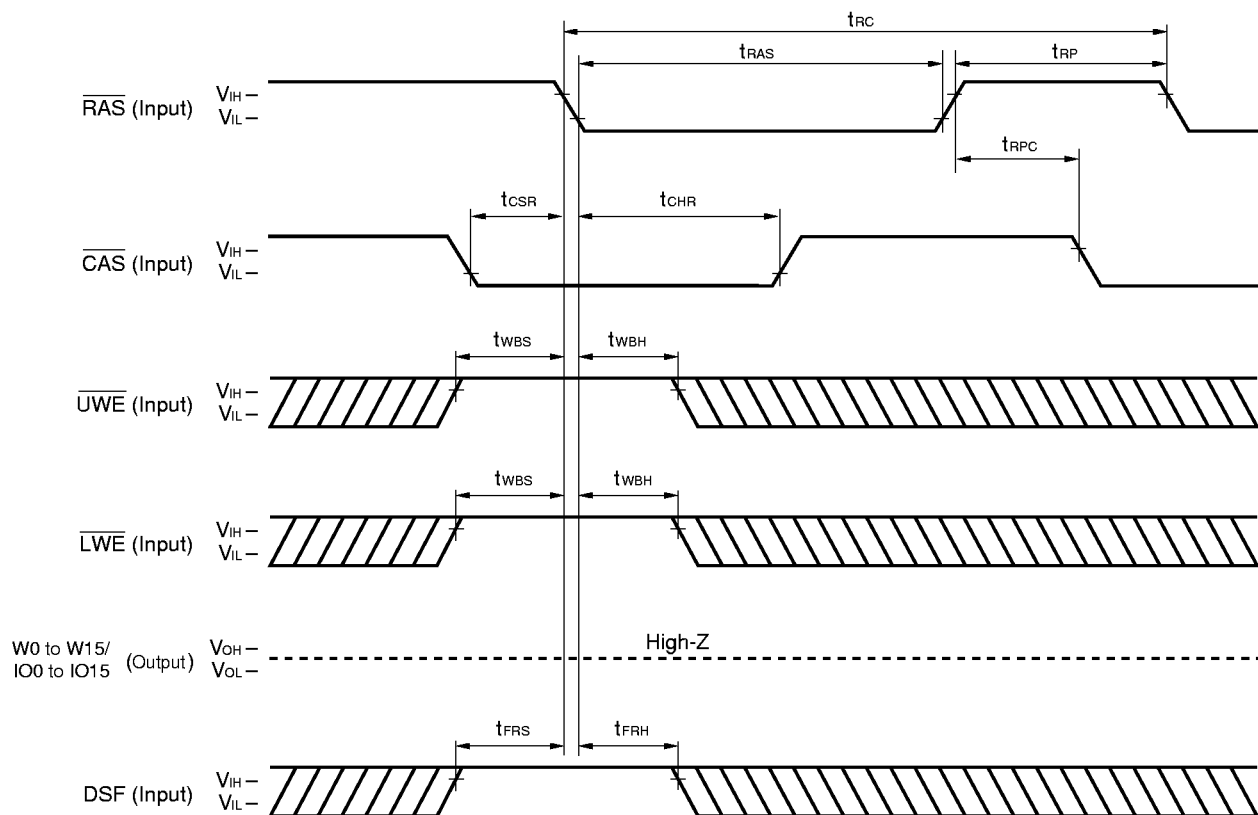 tRC
tRAS
tRP
RAS (Input)
VIH
VIL
tRPC
tCSR
tCHR
CAS (Input)
VIH
VIL
tWBS
tWBH
UWE (Input)
VIH
VIL
tWBS
tWBH
LWE (Input)
VIH
VIL
High-Z
W0 to W15/
IO0 to IO15
(Output)
VOH
VOL
tFRS
tFRH
DSF (Input)
VIH
VIL